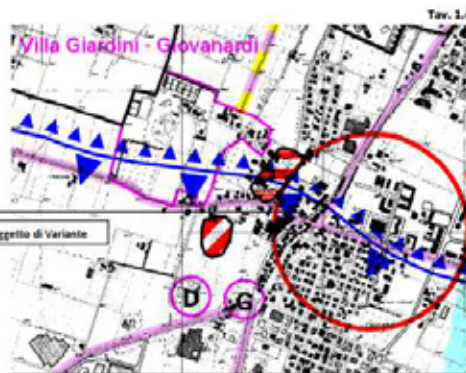 Tav. 1.
Villa Giardini - Giovanardi
ggetto di Variante
D
G